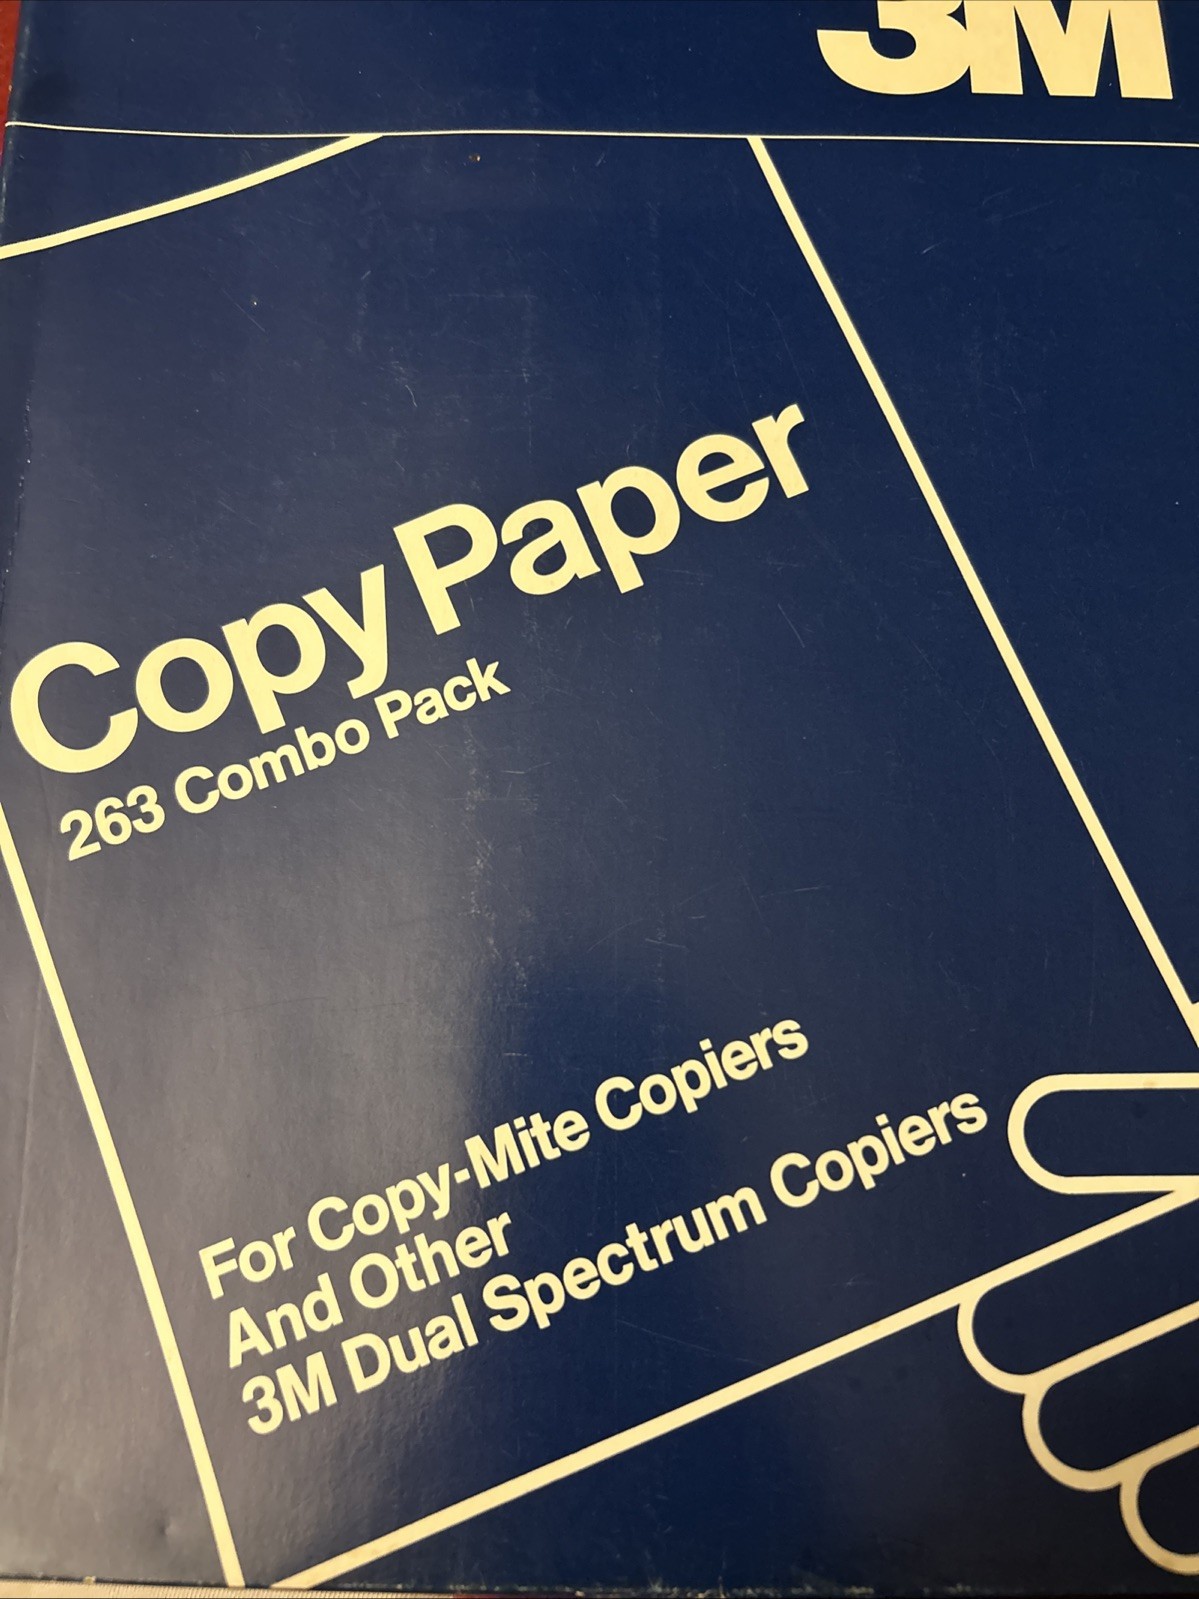 3M
Copy Paper
263 Combo Pack
For Copy-Mite Copiers
And Other
3M Dual Spectrum Copiers